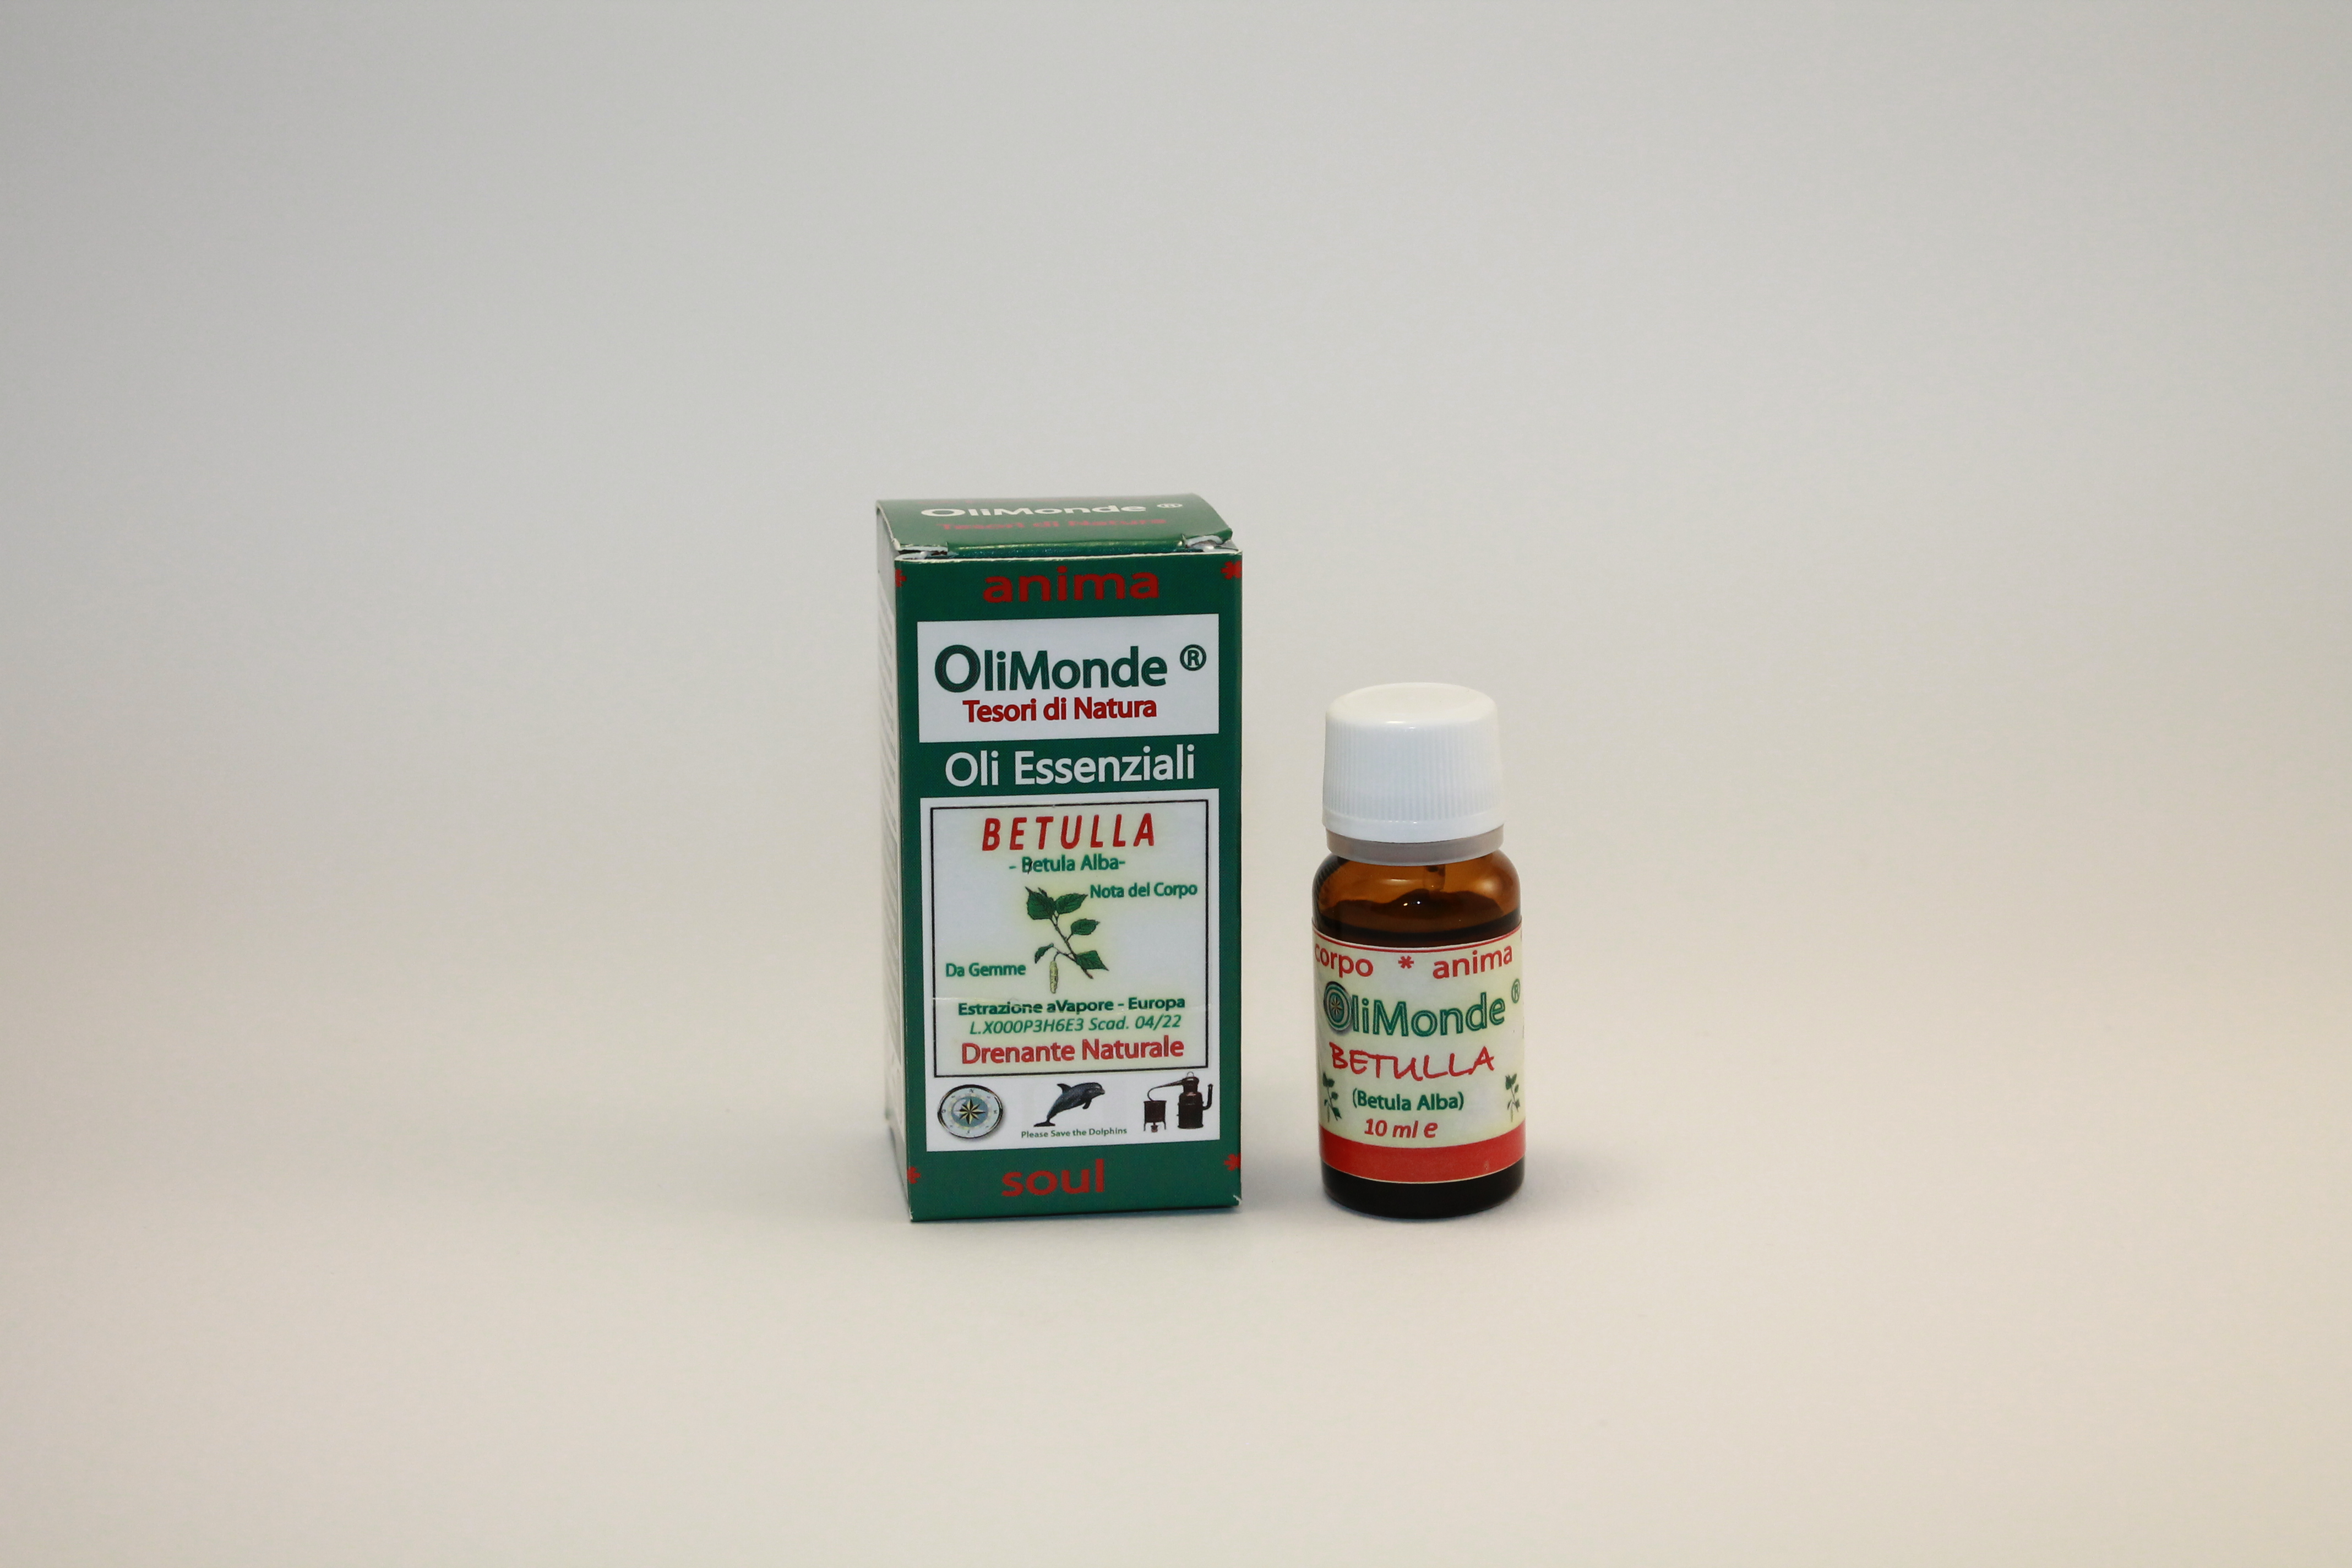 OliMonde ®
Tesori di Natura
anima
OliMonde ®
Tesori di Natura
Oli Essenziali
BETULLA
- Betula Alba-
Nota del Corpo
Da Gemme
Estrazione aVapore - Europa
L.X000P3H6E3 Scad. 04/22
Drenante Naturale
Please Save the Dolphins
* soul *
corpo * anima
OliMonde ®
BETULLA
(Betula Alba)
10 ml e